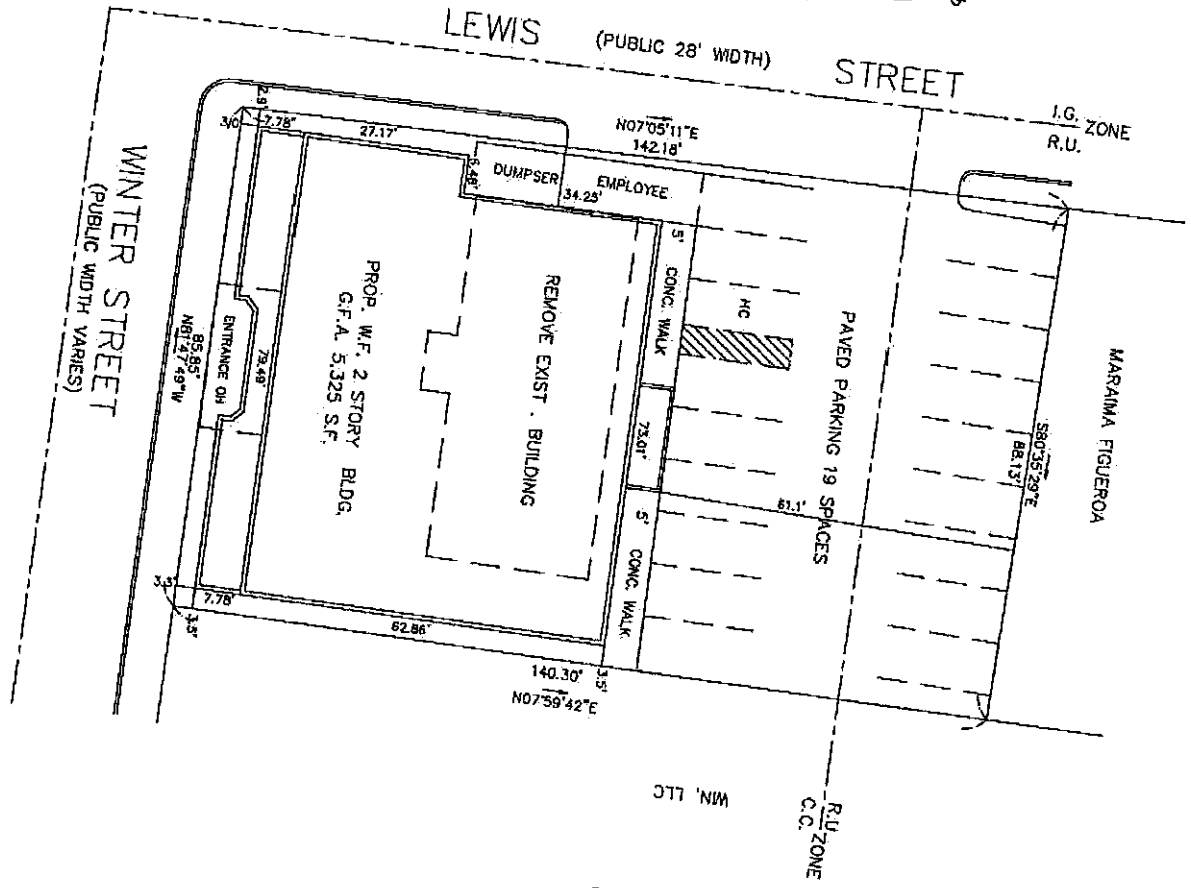 LEWIS (PUBLIC 28' WIDTH) STREET
I.G. ZONE
R.U.
N07°05'11"E
142.18'
2.9'
3/0
7.78"
27.17'
6.48'
DUMPSER
EMPLOYEE
34.25'
5'
CONC. WALK
HC
PAVED PARKING 19 SPACES
MARAIMA FIGUEROA
S80°35'29"E
88.13'
WINTER STREET
(PUBLIC WIDTH VARIES)
85.85'
N81°47'49"W
ENTRANCE OH
79.49'
PROP. W.F. 2 STORY BLDG.
G.F.A. 5,325 S.F.
REMOVE EXIST. BUILDING
73.01'
61.1'
5' CONC. WALK
3.3'
7.78'
3.5'
62.86'
3.5'
140.30'
N07°59'42"E
WIN, LLC
R.U ZONE
C.C.